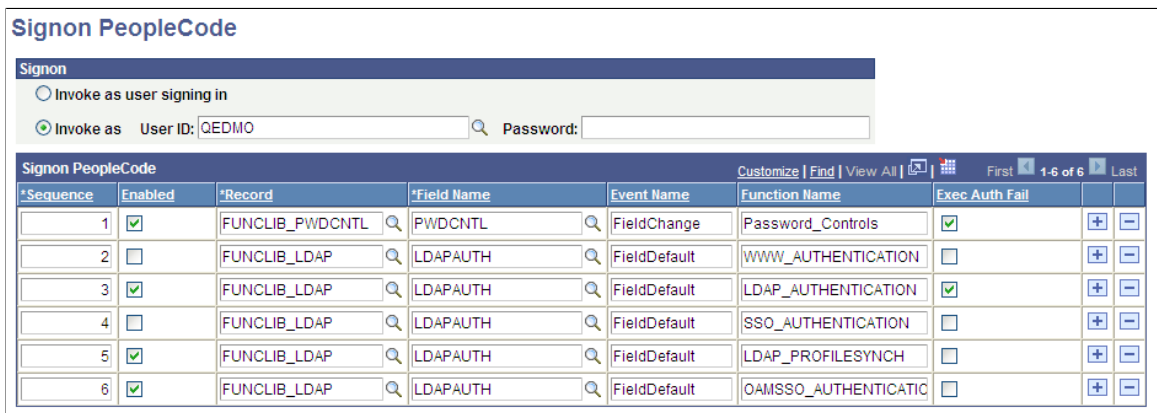 Signon PeopleCode
Signon
Invoke as user signing in
Invoke as User ID: QEDMO Password:
Signon PeopleCode Customize | Find | View All | | First 1-6 of 6 Last
*Sequence Enabled *Record *Field Name Event Name Function Name Exec Auth Fail
1 FUNCLIB_PWDCNTL PWDCNTL FieldChange Password_Controls
2 FUNCLIB_LDAP LDAPAUTH FieldDefault WWW_AUTHENTICATION
3 FUNCLIB_LDAP LDAPAUTH FieldDefault LDAP_AUTHENTICATION
4 FUNCLIB_LDAP LDAPAUTH FieldDefault SSO_AUTHENTICATION
5 FUNCLIB_LDAP LDAPAUTH FieldDefault LDAP_PROFILESYNCH
6 FUNCLIB_LDAP LDAPAUTH FieldDefault OAMSSO_AUTHENTICATIC